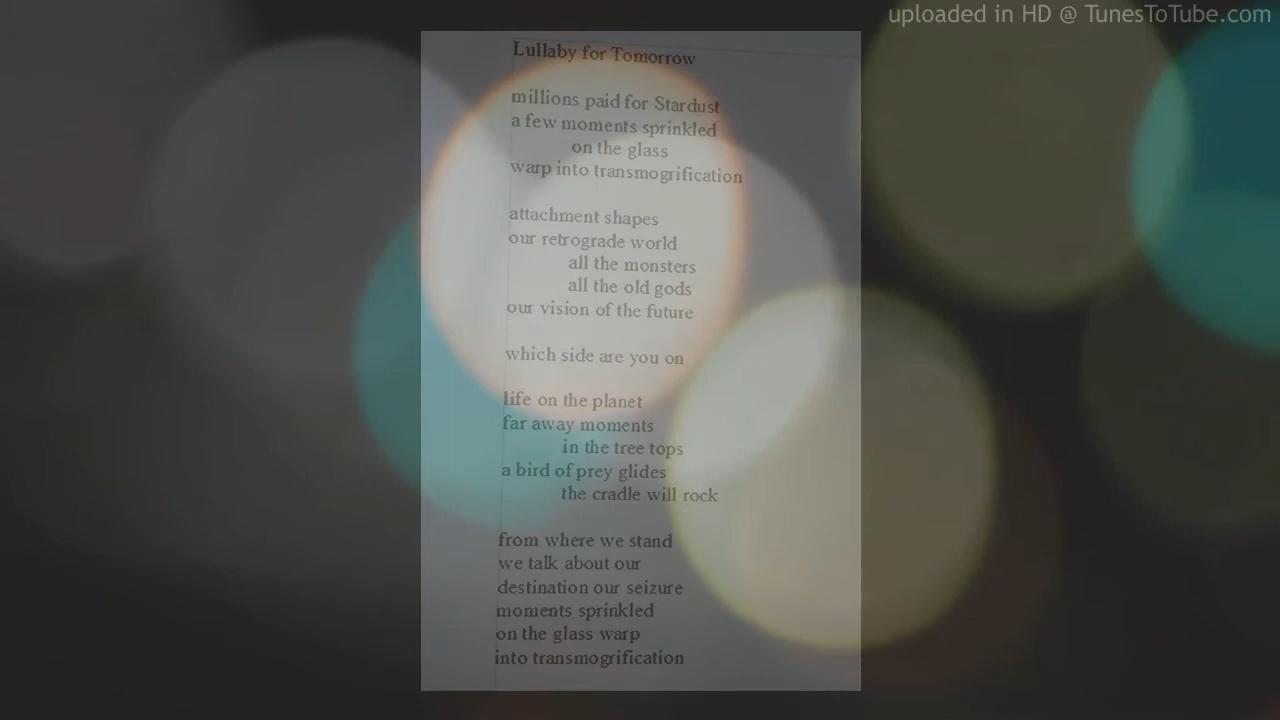 uploaded in HD @ TunesToTube.com
Lullaby for Tomorrow
millions paid for Stardust
a few moments sprinkled
on the glass
warp into transmogrification
attachment shapes
our retrograde world
all the monsters
all the old gods
our vision of the future
which side are you on
life on the planet
far away moments
in the tree tops
a bird of prey glides
the cradle will rock
from where we stand
we talk about our
destination our seizure
moments sprinkled
on the glass warp
into transmogrification